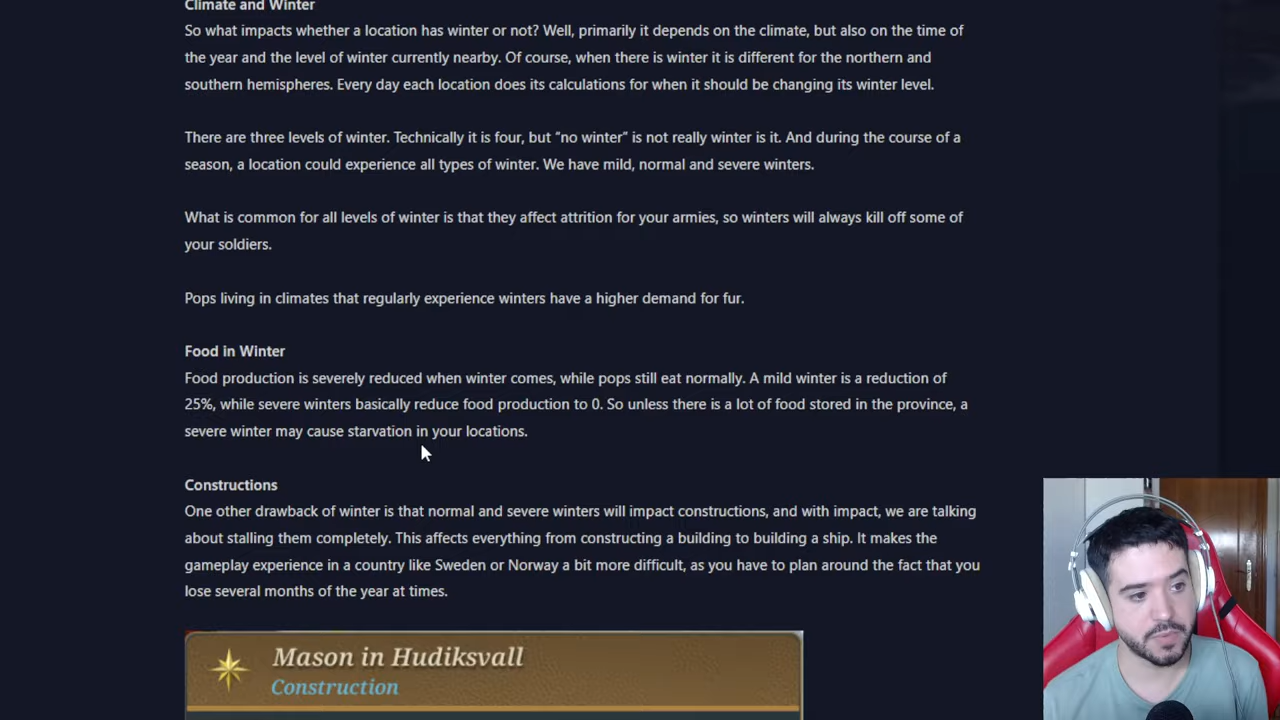 Climate and Winter
So what impacts whether a location has winter or not? Well, primarily it depends on the climate, but also on the time of
the year and the level of winter currently nearby. Of course, when there is winter it is different for the northern and
southern hemispheres. Every day each location does its calculations for when it should be changing its winter level.
There are three levels of winter. Technically it is four, but “no winter” is not really winter is it. And during the course of a
season, a location could experience all types of winter. We have mild, normal and severe winters.
What is common for all levels of winter is that they affect attrition for your armies, so winters will always kill off some of
your soldiers.
Pops living in climates that regularly experience winters have a higher demand for fur.
Food in Winter
Food production is severely reduced when winter comes, while pops still eat normally. A mild winter is a reduction of
25%, while severe winters basically reduce food production to 0. So unless there is a lot of food stored in the province, a
severe winter may cause starvation in your locations.
Constructions
One other drawback of winter is that normal and severe winters will impact constructions, and with impact, we are talking
about stalling them completely. This affects everything from constructing a building to building a ship. It makes the
gameplay experience in a country like Sweden or Norway a bit more difficult, as you have to plan around the fact that you
lose several months of the year at times.
Mason in Hudiksvall
Construction